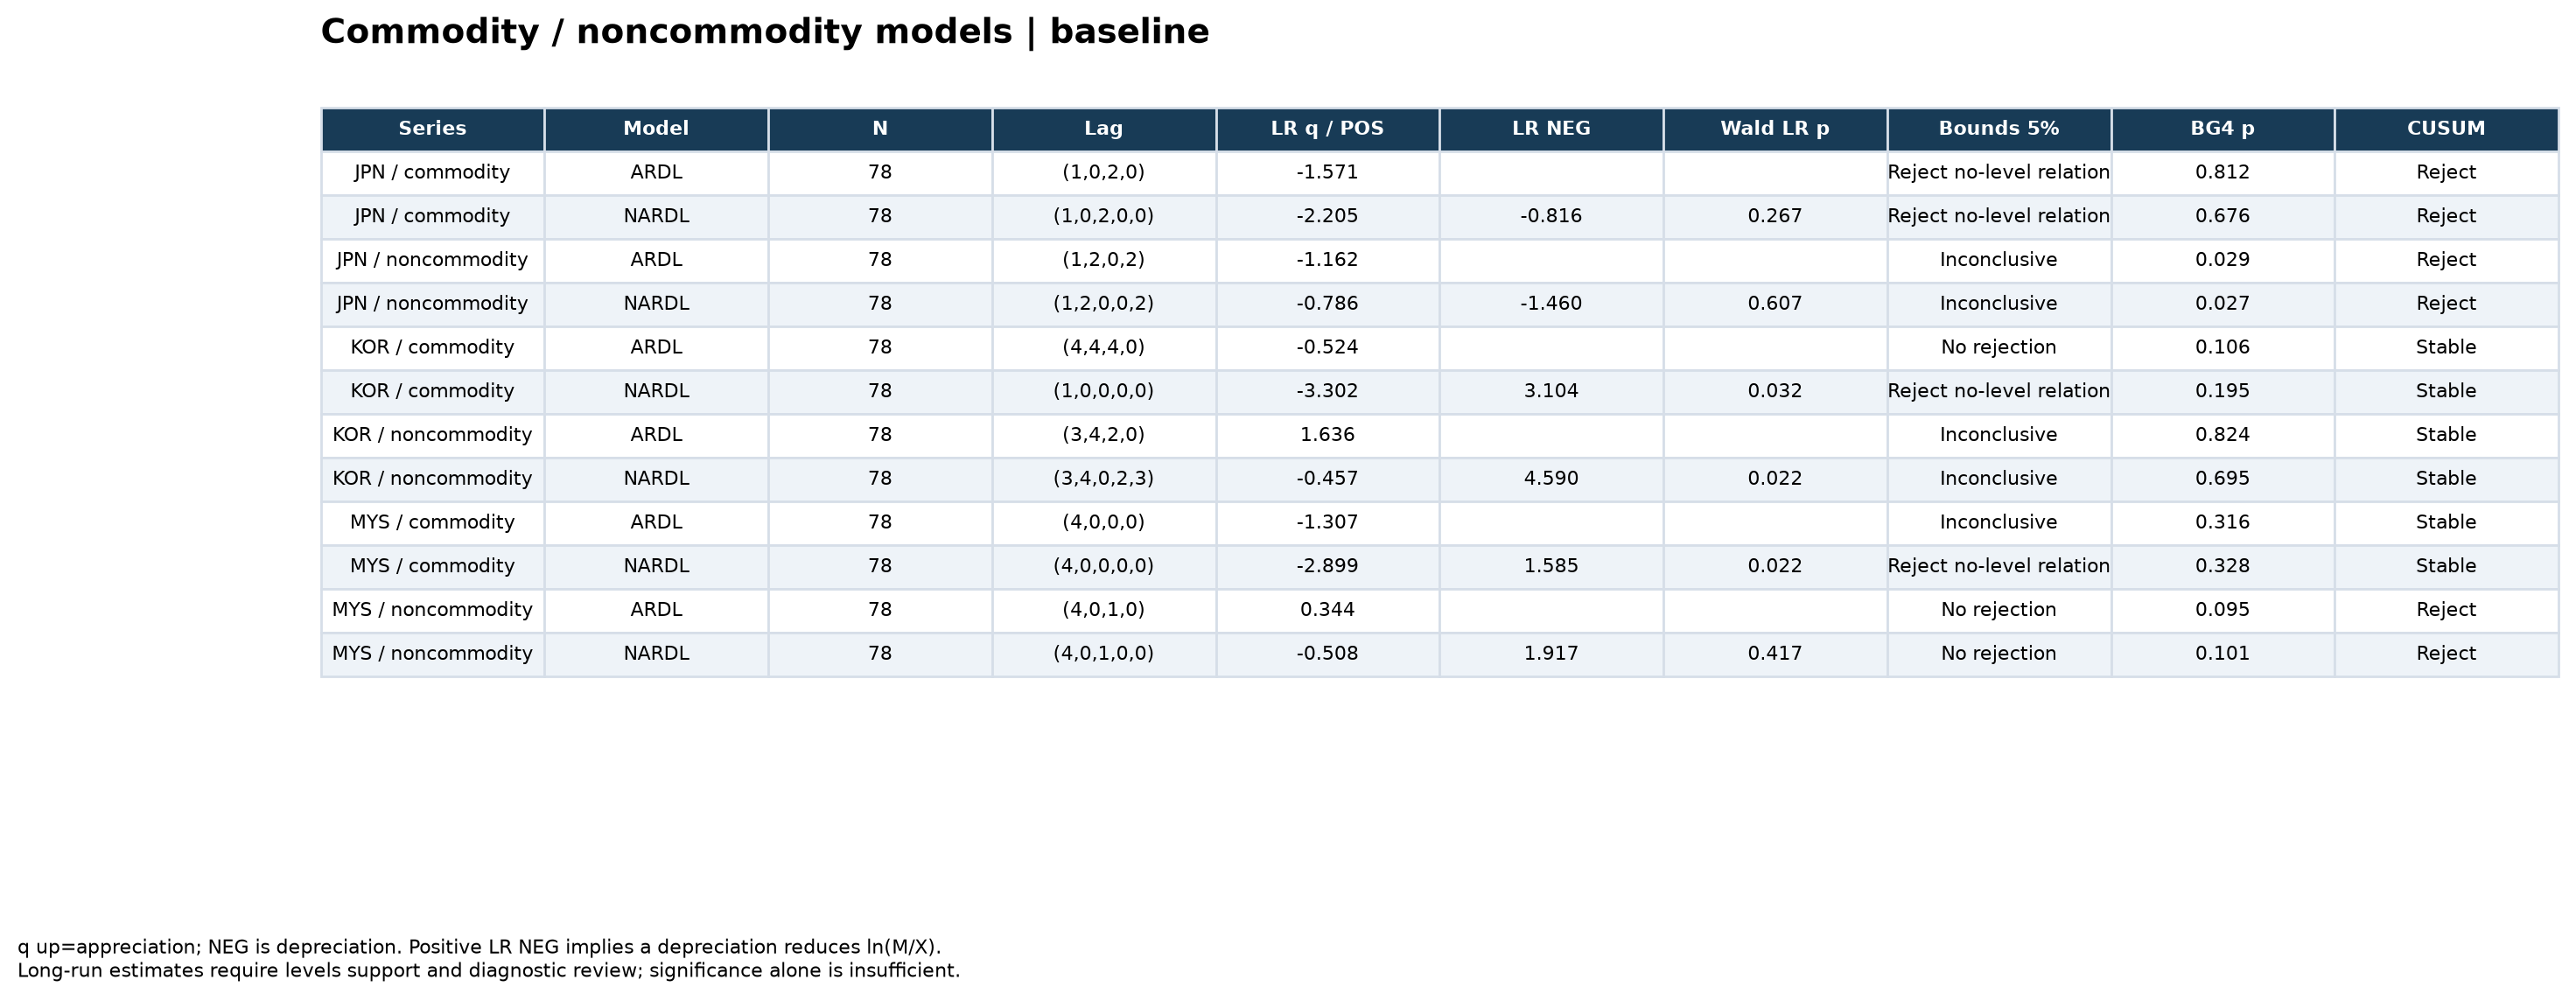 Commodity / noncommodity models | baseline
Series Model N Lag LR q / POS LR NEG Wald LR p Bounds 5% BG4 p CUSUM
JPN / commodity ARDL 78 (1,0,2,0) -1.571 Reject no-level relation 0.812 Reject
JPN / commodity NARDL 78 (1,0,2,0,0) -2.205 -0.816 0.267 Reject no-level relation 0.676 Reject
JPN / noncommodity ARDL 78 (1,2,0,2) -1.162 Inconclusive 0.029 Reject
JPN / noncommodity NARDL 78 (1,2,0,0,2) -0.786 -1.460 0.607 Inconclusive 0.027 Reject
KOR / commodity ARDL 78 (4,4,4,0) -0.524 No rejection 0.106 Stable
KOR / commodity NARDL 78 (1,0,0,0,0) -3.302 3.104 0.032 Reject no-level relation 0.195 Stable
KOR / noncommodity ARDL 78 (3,4,2,0) 1.636 Inconclusive 0.824 Stable
KOR / noncommodity NARDL 78 (3,4,0,2,3) -0.457 4.590 0.022 Inconclusive 0.695 Stable
MYS / commodity ARDL 78 (4,0,0,0) -1.307 Inconclusive 0.316 Stable
MYS / commodity NARDL 78 (4,0,0,0,0) -2.899 1.585 0.022 Reject no-level relation 0.328 Stable
MYS / noncommodity ARDL 78 (4,0,1,0) 0.344 No rejection 0.095 Reject
MYS / noncommodity NARDL 78 (4,0,1,0,0) -0.508 1.917 0.417 No rejection 0.101 Reject
q up=appreciation; NEG is depreciation. Positive LR NEG implies a depreciation reduces ln(M/X).
Long-run estimates require levels support and diagnostic review; significance alone is insufficient.